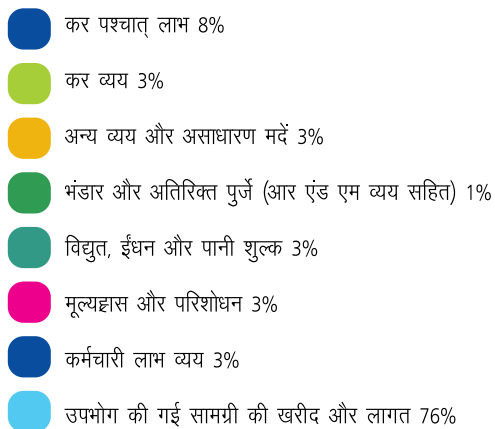 कर पश्चात् लाभ 8%
कर व्यय 3%
अन्य व्यय और असाधारण मदें 3%
भंडार और अतिरिक्त पुर्जे (आर एंड एम व्यय सहित) 1%
विद्युत, ईंधन और पानी शुल्क 3%
मूल्यह्रास और परिशोधन 3%
कर्मचारी लाभ व्यय 3%
उपभोग की गई सामग्री की खरीद और लागत 76%